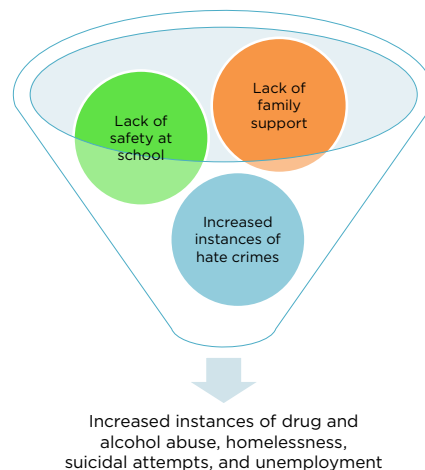 Lack of
safety at
school
Lack of
family
support
Increased
instances of
hate crimes
Increased instances of drug and
alcohol abuse, homelessness,
suicidal attempts, and unemployment